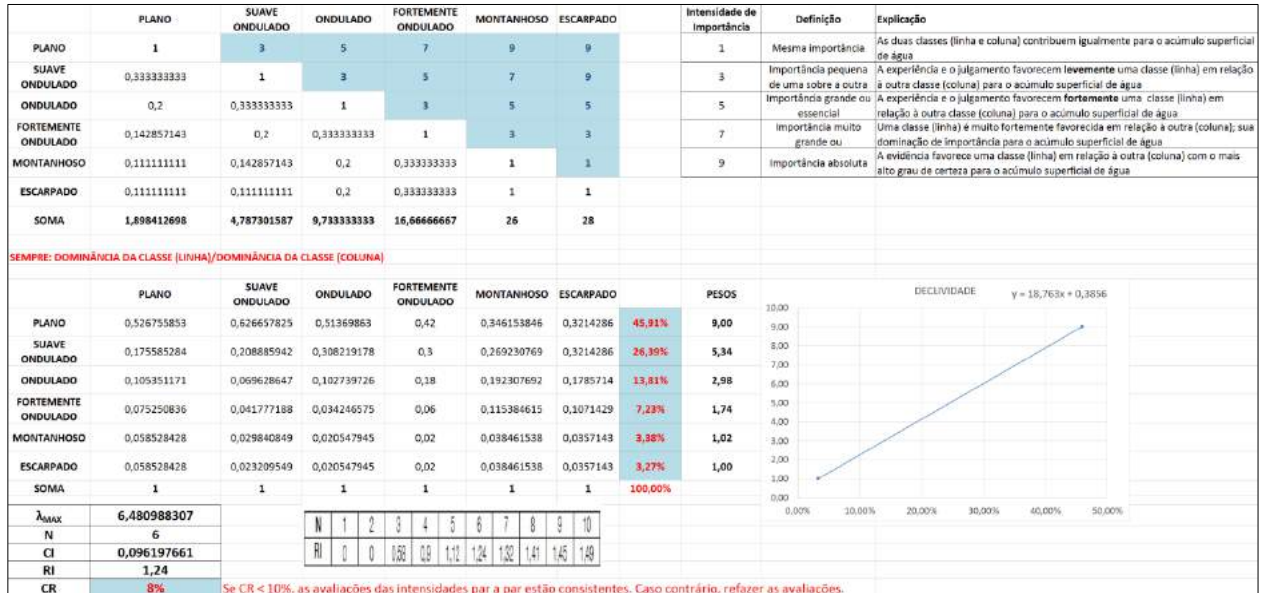 PLANO SUAVE ONDULADO ONDULADO FORTEMENTE ONDULADO MONTANHOSO ESCARPADO
PLANO 1 3 5 7 9 9
SUAVE ONDULADO 0,333333333 1 3 5 7 9
ONDULADO 0,2 0,333333333 1 3 5 5
FORTEMENTE ONDULADO 0,142857143 0,2 0,333333333 1 3 3
MONTANHOSO 0,111111111 0,142857143 0,2 0,333333333 1 1
ESCARPADO 0,111111111 0,111111111 0,2 0,333333333 1 1
SOMA 1,898412698 4,787301587 9,733333333 16,66666667 26 28
Intensidade de Importância Definição Explicação
1 Mesma importância As duas classes (linha e coluna) contribuem igualmente para o acúmulo superficial de água
3 Importância pequena de uma sobre a outra A experiência e o julgamento favorecem levemente uma classe (linha) em relação à outra classe (coluna) para o acúmulo superficial de água
5 Importância grande ou essencial A experiência e o julgamento favorecem fortemente uma classe (linha) em relação à outra classe (coluna) para o acúmulo superficial de água
7 Importância muito grande ou Uma classe (linha) é muito fortemente favorecida em relação à outra (coluna); sua dominação de importância para o acúmulo superficial de água
9 Importância absoluta A evidência favorece uma classe (linha) em relação à outra (coluna) com o mais alto grau de certeza para o acúmulo superficial de água
SEMPRE: DOMINÂNCIA DA CLASSE (LINHA)/DOMINÂNCIA DA CLASSE (COLUNA)
PLANO SUAVE ONDULADO ONDULADO FORTEMENTE ONDULADO MONTANHOSO ESCARPADO PESOS
PLANO 0,526755853 0,626657825 0,51369863 0,42 0,346153846 0,3214286 45,91% 9,00
SUAVE ONDULADO 0,175585284 0,208885942 0,308219178 0,3 0,269230769 0,3214286 26,39% 5,34
ONDULADO 0,105351171 0,069628647 0,102739726 0,18 0,192307692 0,1785714 13,81% 2,98
FORTEMENTE ONDULADO 0,075250836 0,041777188 0,034246575 0,06 0,115384615 0,1071429 7,23% 1,74
MONTANHOSO 0,058528428 0,029840849 0,020547945 0,02 0,038461538 0,0357143 3,38% 1,02
ESCARPADO 0,058528428 0,023209549 0,020547945 0,02 0,038461538 0,0357143 3,27% 1,00
SOMA 1 1 1 1 1 1 100,00%
DECLIVIDADE
y = 18,763x + 0,3856
10,00
9,00
8,00
7,00
6,00
5,00
4,00
3,00
2,00
1,00
0,00
0,00% 10,00% 20,00% 30,00% 40,00% 50,00%
λMAX 6,480988307
N 6
CI 0,096197661
RI 1,24
CR 8%
N 1 2 3 4 5 6 7 8 9 10
RI 0 0 0,58 0,9 1,12 1,24 1,32 1,41 1,45 1,49
Se CR < 10%, as avaliações das intensidades par a par estão consistentes. Caso contrário, refazer as avaliações.